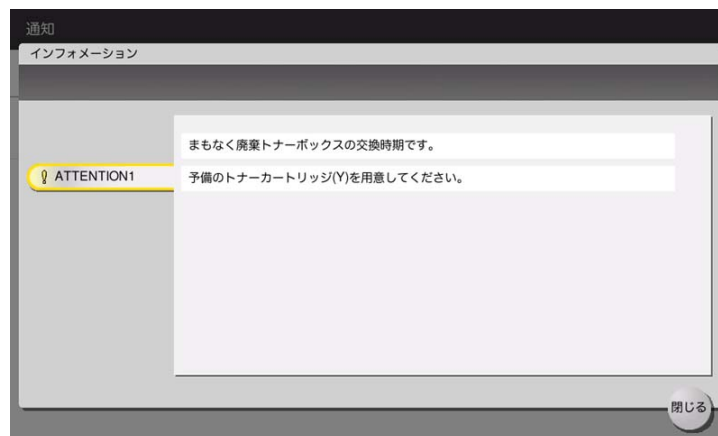 通知
インフォメーション
まもなく廃棄トナーボックスの交換時期です。
ATTENTION1
予備のトナーカートリッジ(Y)を用意してください。
閉じる